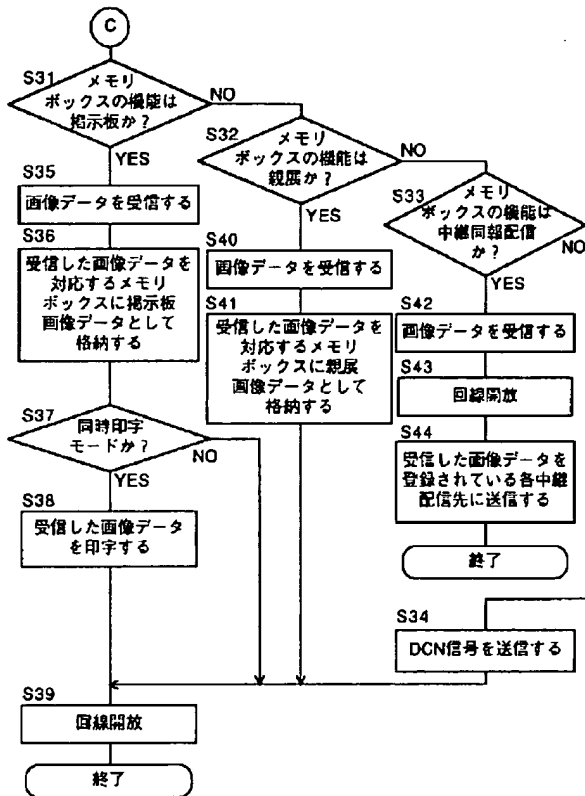 C
S31
メモリ
ボックスの機能は
掲示板か?
NO
YES
S32
メモリ
ボックスの機能は
親展か?
NO
YES
S33
メモリ
ボックスの機能は
中継同報配信
か?
NO
YES
S35
画像データを受信する
S36
受信した画像データを
対応するメモリ
ボックスに掲示板
画像データとして
格納する
S37
同時印字
モードか?
NO
YES
S38
受信した画像データ
を印字する
S40
画像データを受信する
S41
受信した画像データを
対応するメモリ
ボックスに親展
画像データとして
格納する
S42
画像データを受信する
S43
回線開放
S44
受信した画像データを
登録されている各中継
配信先に送信する
終了
S34
DCN信号を送信する
S39
回線開放
終了